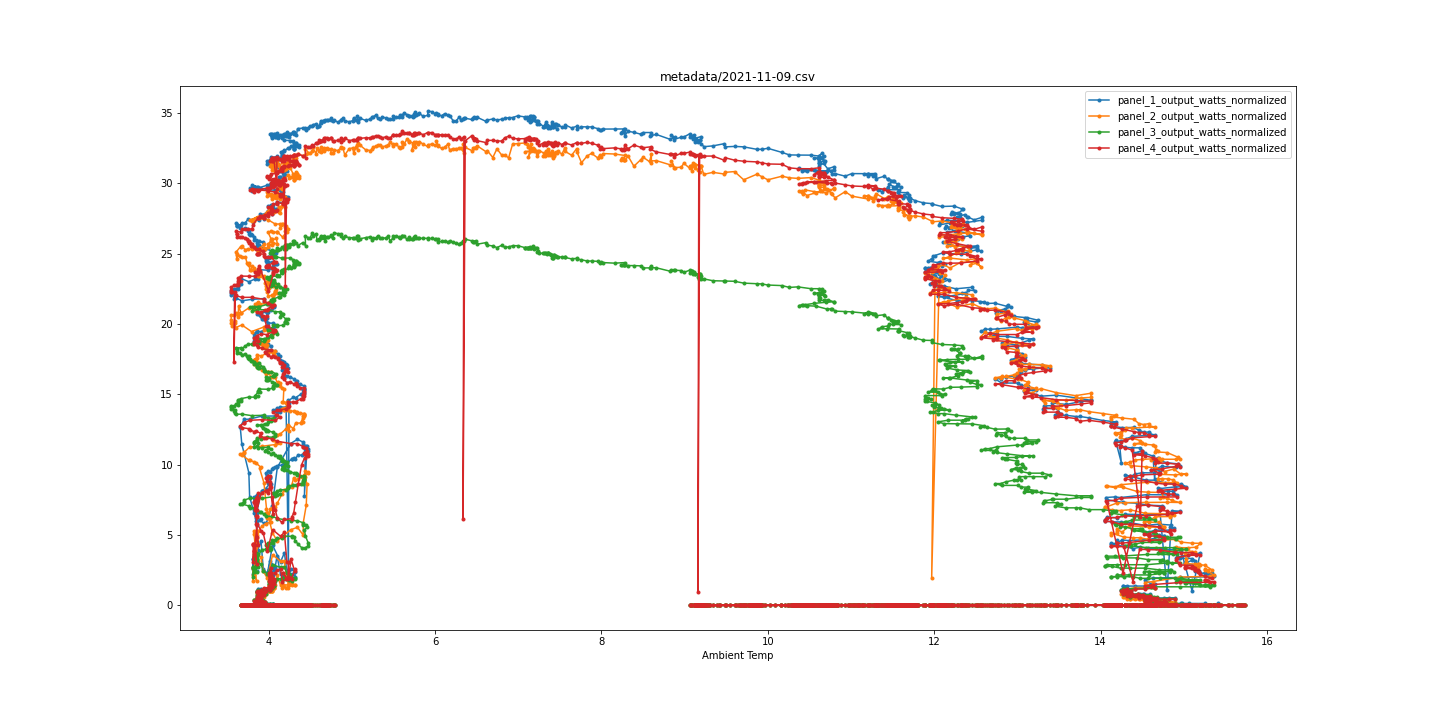 metadata/2021-11-09.csv
panel_1_output_watts_normalized
panel_2_output_watts_normalized
panel_3_output_watts_normalized
panel_4_output_watts_normalized
35
30
25
20
15
10
5
0
4 6 8 10 12 14 16
Ambient Temp